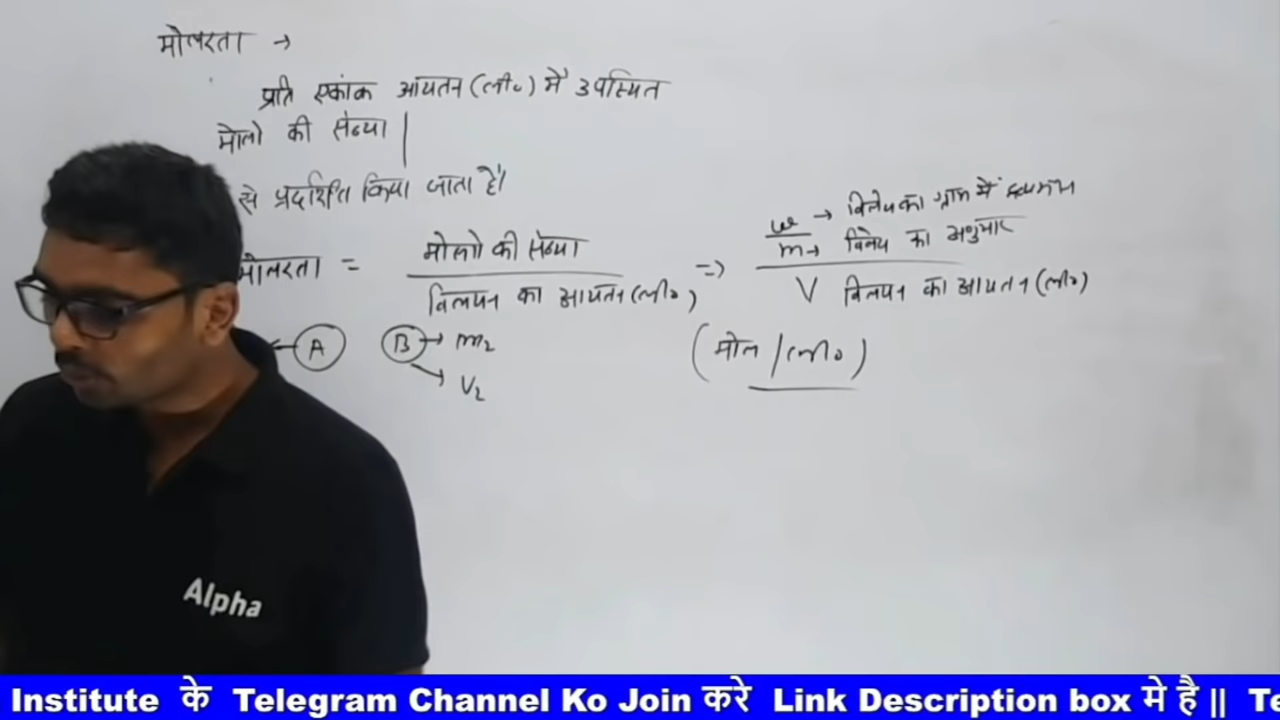 मोलरता →
प्रति एकांक आयतन (ली०) में उपस्थित
मोलो की संख्या |
से प्रदर्शित किया जाता है।
मोलरता = मोलो की संख्या / विलयन का आयतन (ली०) => w → विलेय का ग्राम में द्रव्यमान / m → विलेय का अणुभार / V विलयन का आयतन (ली०)
← A B → m₂
→ V₂
(मोल / ली०)
Alpha
Institute के Telegram Channel Ko Join करे Link Description box मे है || Te